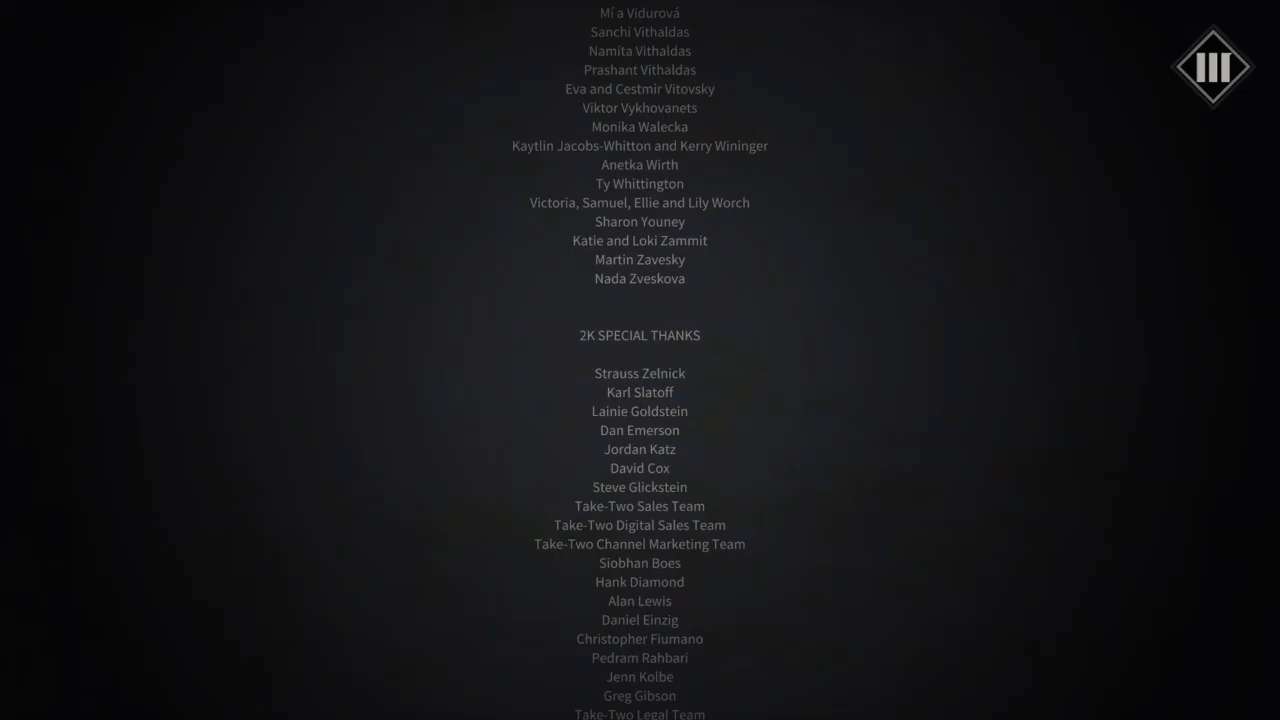 Mí a Vidurová
Sanchi Vithaldas
Namita Vithaldas
Prashant Vithaldas
Eva and Cestmir Vitovsky
Viktor Vykhovanets
Monika Walecka
Kaytlin Jacobs-Whitton and Kerry Wininger
Anetka Wirth
Ty Whittington
Victoria, Samuel, Ellie and Lily Worch
Sharon Youney
Katie and Loki Zammit
Martin Zavesky
Nada Zveskova
2K SPECIAL THANKS
Strauss Zelnick
Karl Slatoff
Lainie Goldstein
Dan Emerson
Jordan Katz
David Cox
Steve Glickstein
Take-Two Sales Team
Take-Two Digital Sales Team
Take-Two Channel Marketing Team
Siobhan Boes
Hank Diamond
Alan Lewis
Daniel Einzig
Christopher Fiumano
Pedram Rahbari
Jenn Kolbe
Greg Gibson
Take-Two Legal Team
III